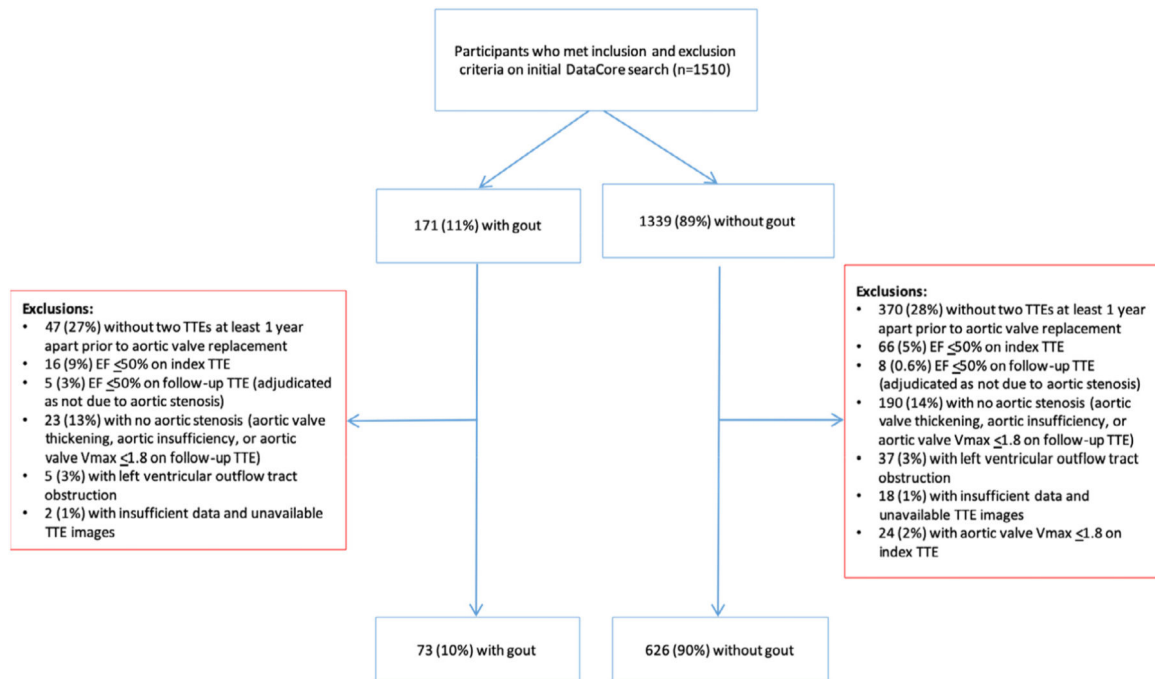 Participants who met inclusion and exclusion
criteria on initial DataCore search (n=1510)
171 (11%) with gout
1339 (89%) without gout
Exclusions:
• 47 (27%) without two TTEs at least 1 year
apart prior to aortic valve replacement
• 16 (9%) EF ≤50% on index TTE
• 5 (3%) EF ≤50% on follow-up TTE (adjudicated
as not due to aortic stenosis)
• 23 (13%) with no aortic stenosis (aortic valve
thickening, aortic insufficiency, or aortic
valve Vmax ≤1.8 on follow-up TTE)
• 5 (3%) with left ventricular outflow tract
obstruction
• 2 (1%) with insufficient data and unavailable
TTE images
Exclusions:
• 370 (28%) without two TTEs at least 1 year
apart prior to aortic valve replacement
• 66 (5%) EF ≤50% on index TTE
• 8 (0.6%) EF ≤50% on follow-up TTE
(adjudicated as not due to aortic stenosis)
• 190 (14%) with no aortic stenosis (aortic
valve thickening, aortic insufficiency, or
aortic valve Vmax ≤1.8 on follow-up TTE)
• 37 (3%) with left ventricular outflow tract
obstruction
• 18 (1%) with insufficient data and
unavailable TTE images
• 24 (2%) with aortic valve Vmax ≤1.8 on
index TTE
73 (10%) with gout
626 (90%) without gout